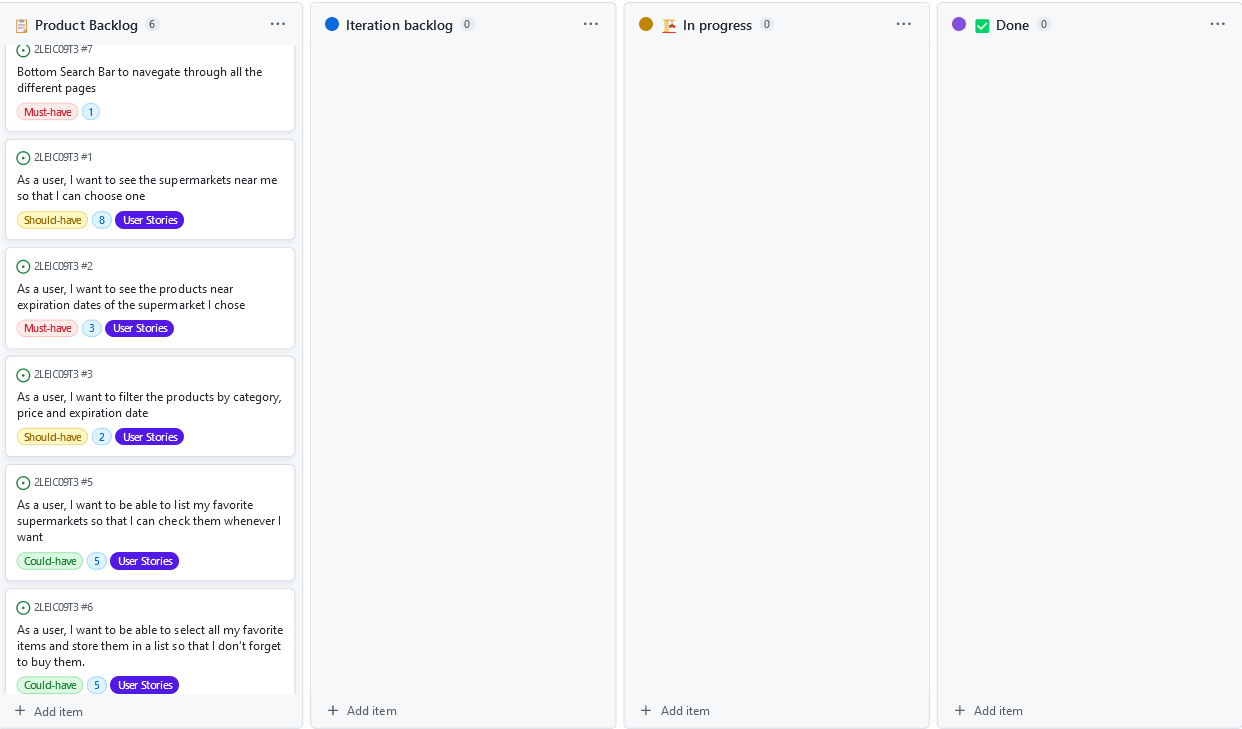 Product Backlog 6
2LEIC09T3 #7
Bottom Search Bar to navegate through all the
different pages
Must-have 1
2LEIC09T3 #1
As a user, I want to see the supermarkets near me
so that I can choose one
Should-have 8 User Stories
2LEIC09T3 #2
As a user, I want to see the products near
expiration dates of the supermarket I chose
Must-have 3 User Stories
2LEIC09T3 #3
As a user, I want to filter the products by category,
price and expiration date
Should-have 2 User Stories
2LEIC09T3 #5
As a user, I want to be able to list my favorite
supermarkets so that I can check them whenever I
want
Could-have 5 User Stories
2LEIC09T3 #6
As a user, I want to be able to select all my favorite
items and store them in a list so that I don't forget
to buy them.
Could-have 5 User Stories
+ Add item
Iteration backlog 0
+ Add item
In progress 0
+ Add item
Done 0
+ Add item